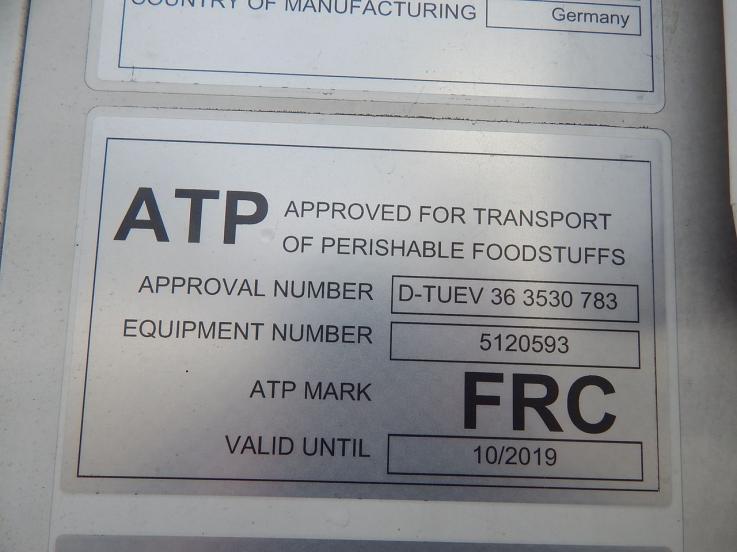 COUNTRY OF MANUFACTURING Germany
ATP APPROVED FOR TRANSPORT
OF PERISHABLE FOODSTUFFS
APPROVAL NUMBER D-TUEV 36 3530 783
EQUIPMENT NUMBER 5120593
ATP MARK FRC
VALID UNTIL 10/2019